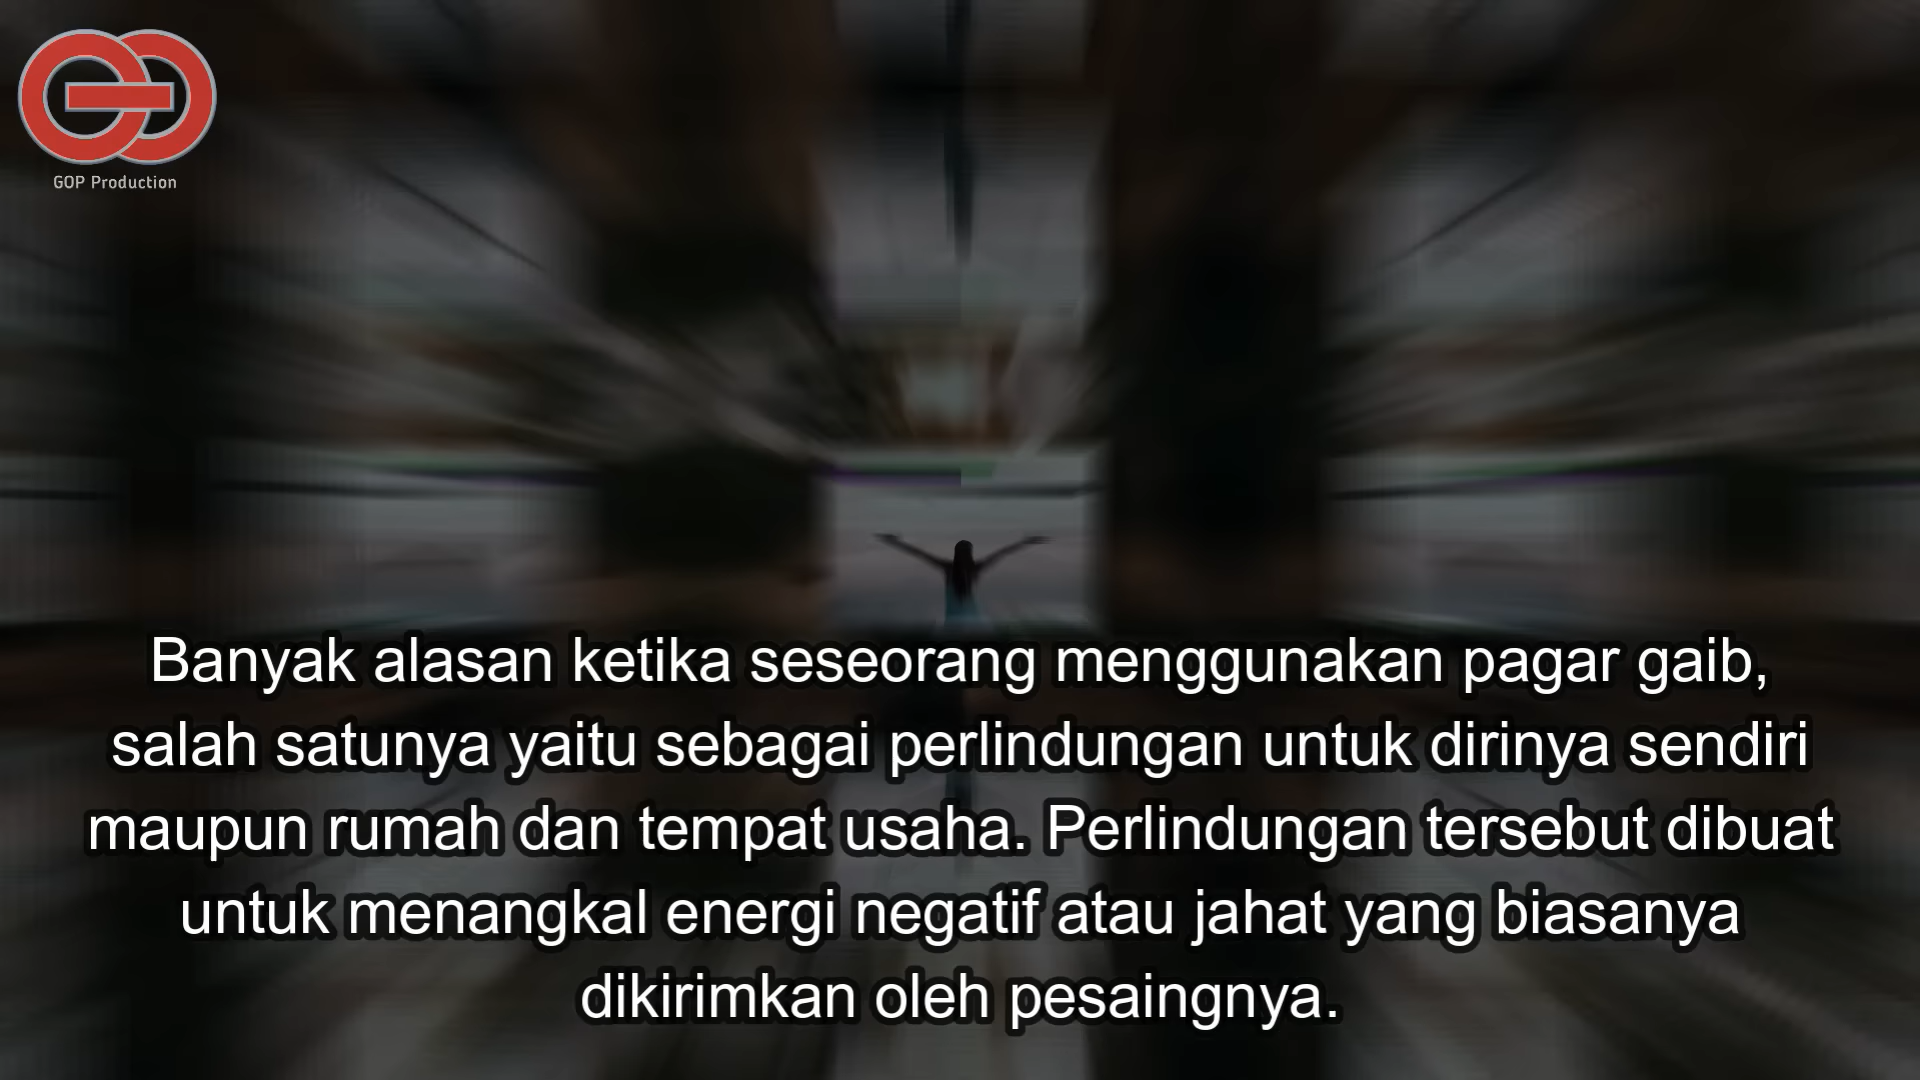 GOP Production
Banyak alasan ketika seseorang menggunakan pagar gaib,
salah satunya yaitu sebagai perlindungan untuk dirinya sendiri
maupun rumah dan tempat usaha. Perlindungan tersebut dibuat
untuk menangkal energi negatif atau jahat yang biasanya
dikirimkan oleh pesaingnya.